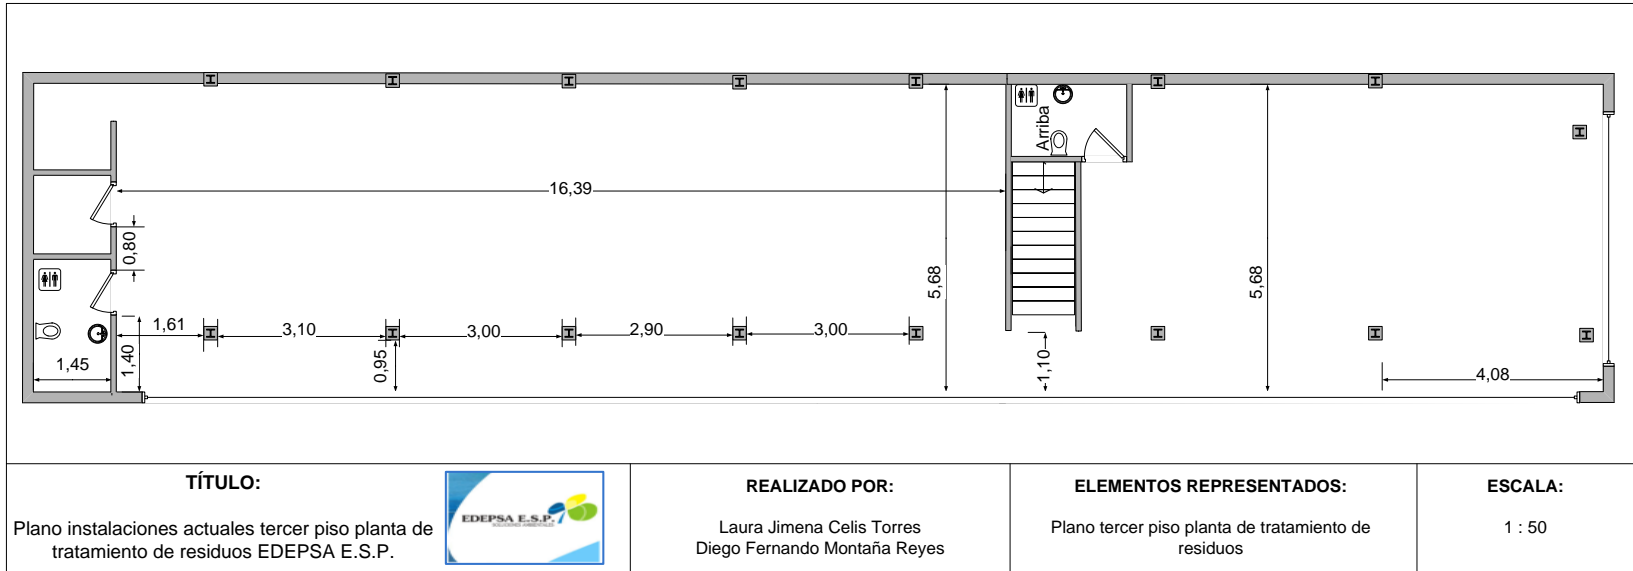 Arriba
16,39
0,80
5,68
5,68
1,61
3,10
3,00
2,90
3,00
1,45
1,40
0,95
1,10
4,08
TÍTULO:
Plano instalaciones actuales tercer piso planta de
tratamiento de residuos EDEPSA E.S.P.
EDEPSA E.S.P.
SOLUCIONES AMBIENTALES
REALIZADO POR:
Laura Jimena Celis Torres
Diego Fernando Montaña Reyes
ELEMENTOS REPRESENTADOS:
Plano tercer piso planta de tratamiento de
residuos
ESCALA:
1 : 50